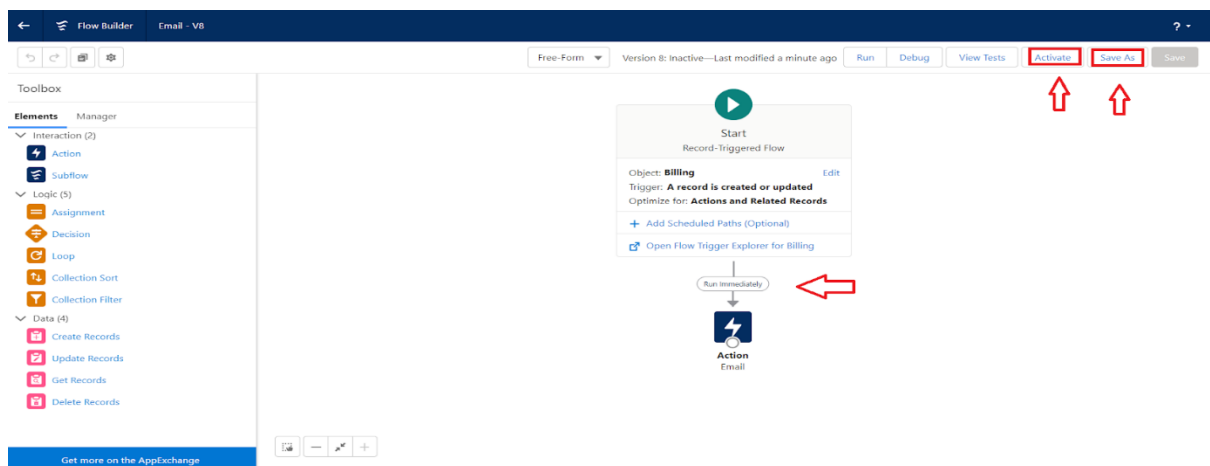 Flow Builder Email - V8 ?
Free-Form Version 8: Inactive—Last modified a minute ago Run Debug View Tests Activate Save As Save
Toolbox
Elements Manager
Interaction (2)
Action
Subflow
Logic (5)
Assignment
Decision
Loop
Collection Sort
Collection Filter
Data (4)
Create Records
Update Records
Get Records
Delete Records
Get more on the AppExchange
Start
Record-Triggered Flow
Object: Billing Edit
Trigger: A record is created or updated
Optimize for: Actions and Related Records
+ Add Scheduled Paths (Optional)
Open Flow Trigger Explorer for Billing
Run Immediately
Action
Email